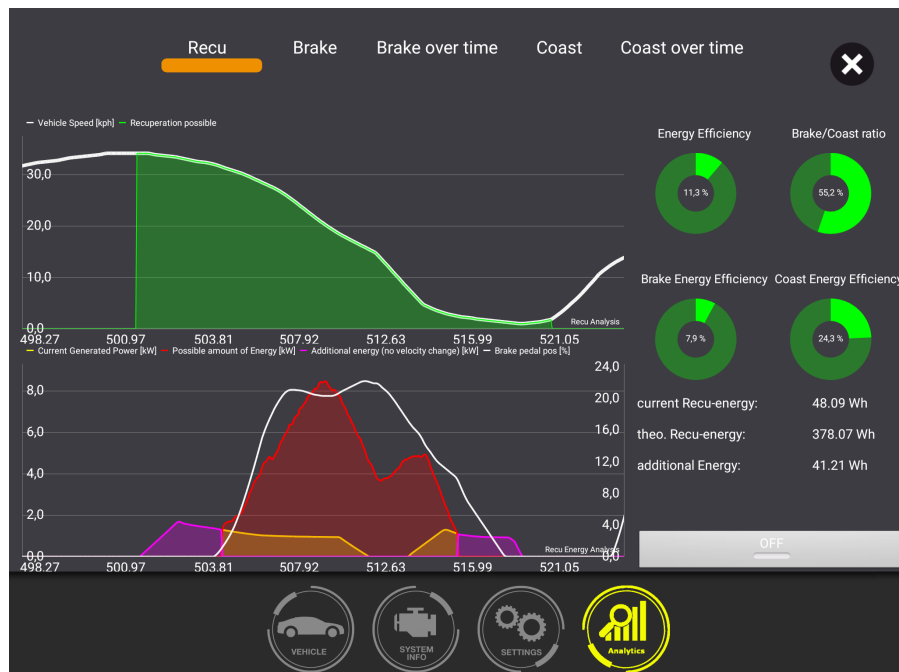 Recu Brake Brake over time Coast Coast over time
Vehicle Speed [kph] Recuperation possible
30,0
20,0
10,0
0,0
Recu Analysis
498.27 500.97 503.81 507.92 512.63 515.99 521.05
Current Generated Power [kW] Possible amount of Energy [kW] Additional energy (no velocity change) [kW] Brake pedal pos [%]
8,0
6,0
4,0
2,0
0,0
24,0
20,0
16,0
12,0
8,0
4,0
0,0
Recu Energy Analysis
498.27 500.97 503.81 507.92 512.63 515.99 521.05
Energy Efficiency Brake/Coast ratio
11,3 % 55,2 %
Brake Energy Efficiency Coast Energy Efficiency
7,9 % 24,3 %
current Recu-energy: 48.09 Wh
theo. Recu-energy: 378.07 Wh
additional Energy: 41.21 Wh
OFF
VEHICLE
SYSTEM
INFO
SETTINGS
Analytics